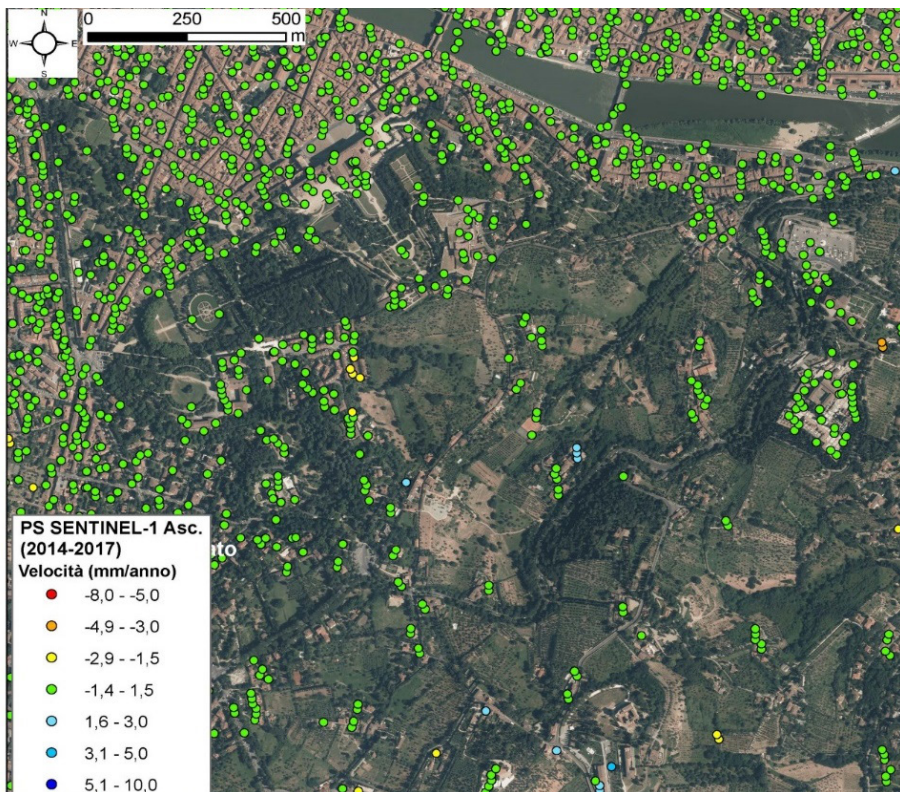 N
W E
S
0 250 500
m
nto
PS SENTINEL-1 Asc.
(2014-2017)
Velocità (mm/anno)
-8,0 - -5,0
-4,9 - -3,0
-2,9 - -1,5
-1,4 - 1,5
1,6 - 3,0
3,1 - 5,0
5,1 - 10,0